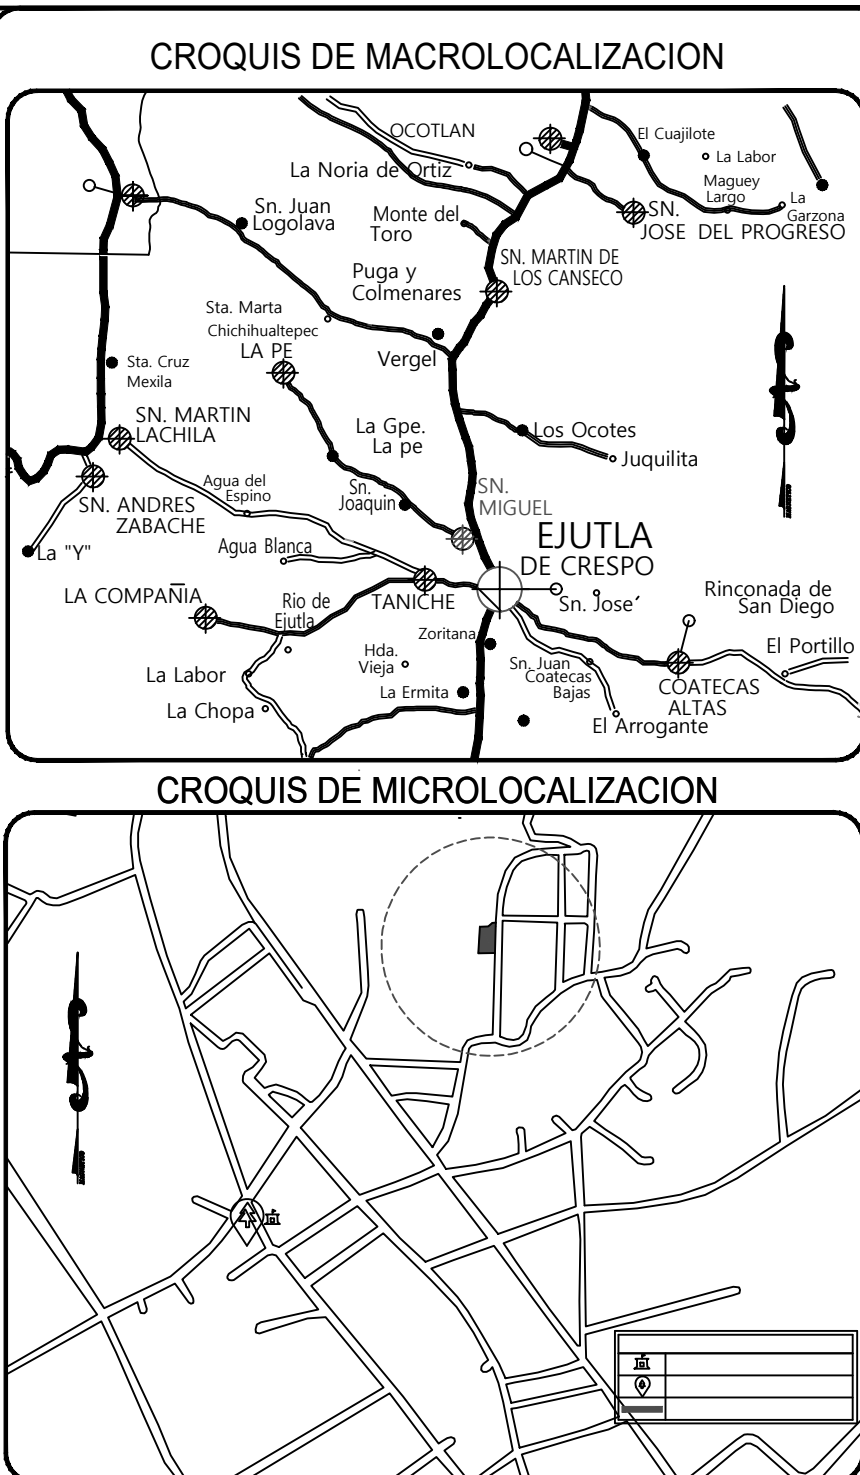 CROQUIS DE MACROLOCALIZACION
OCOTLAN
El Cuajilote
La Labor
La Noria de Ortiz
Maguey
Largo
La
Garzona
Sn. Juan
Logolava
Monte del
Toro
SN.
JOSE DEL PROGRESO
SN. MARTIN DE
LOS CANSECO
Puga y
Colmenares
Sta. Marta
Chichihualtepec
LA PE
Vergel
Sta. Cruz
Mexila
SN. MARTIN
LACHILA
La Gpe.
La pe
Los Ocotes
Juquilita
Agua del
Espino
Sn.
Joaquin
SN.
MIGUEL
SN. ANDRES
ZABACHE
EJUTLA
DE CRESPO
La "Y"
Agua Blanca
LA COMPAÑIA
Rio de
Ejutla
TANICHE
Sn. José
Rinconada de
San Diego
Zoritana
El Portillo
Hda.
Vieja
Sn. Juan
Coatecas
Bajas
La Labor
La Ermita
COATECAS
ALTAS
La Chopa
El Arrogante
CROQUIS DE MICROLOCALIZACION